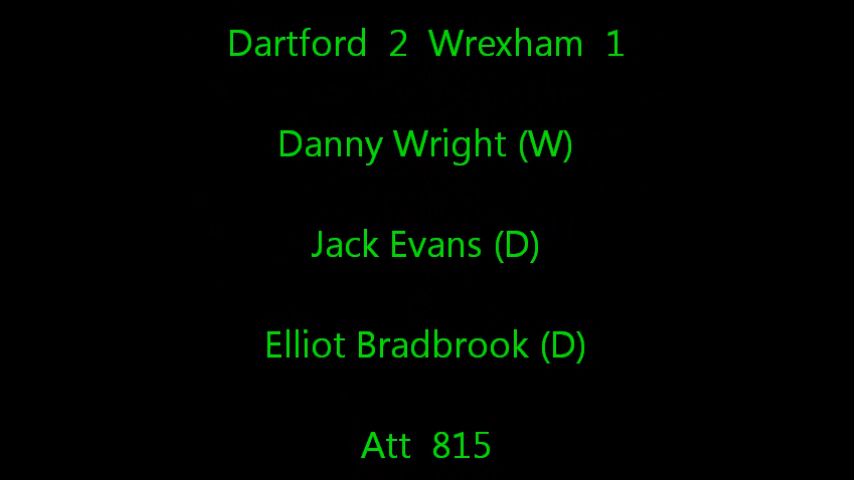 Dartford 2 Wrexham 1
Danny Wright (W)
Jack Evans (D)
Elliot Bradbrook (D)
Att 815